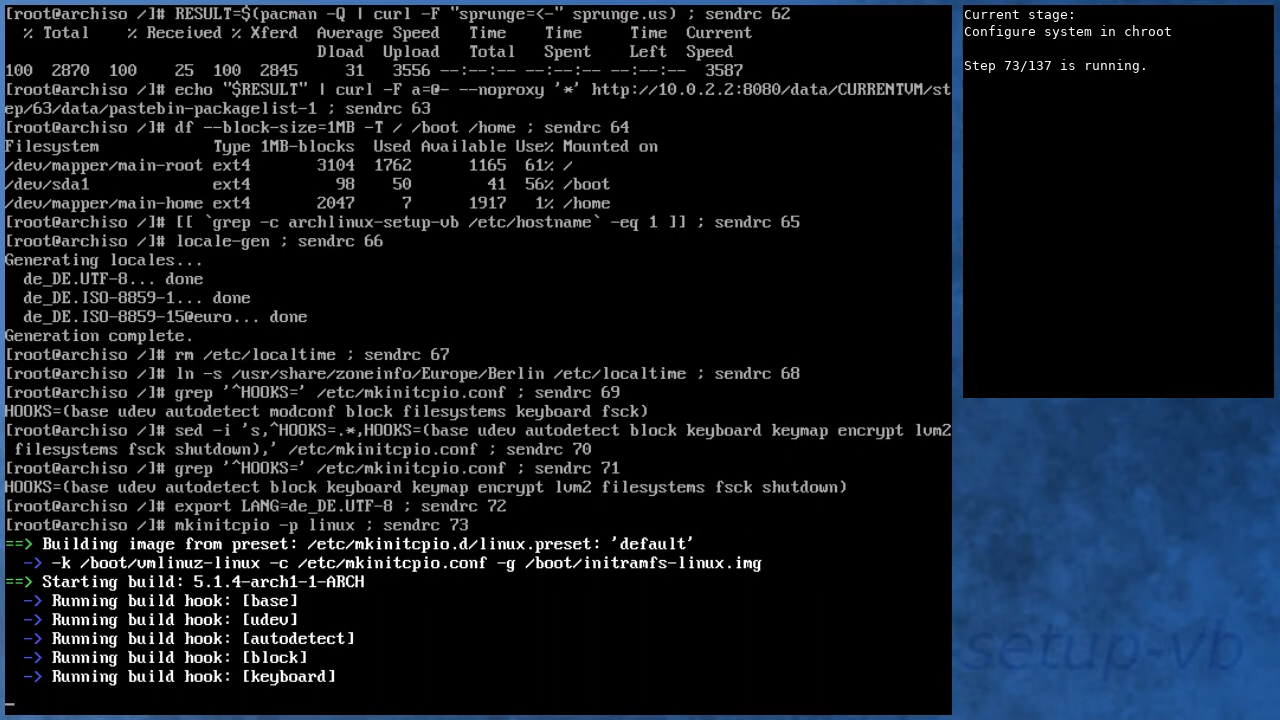 [root@archiso /]# RESULT=$(pacman -Q | curl -F "sprunge=<-" sprunge.us) ; sendrc 62
  % Total    % Received % Xferd  Average Speed   Time    Time     Time  Current
                                 Dload  Upload   Total   Spent    Left  Speed
100  2870  100    25  100  2845     31   3556 --:--:-- --:--:-- --:--:--  3587
[root@archiso /]# echo "$RESULT" | curl -F a=@- --noproxy '*' http://10.0.2.2:8080/data/CURRENTVM/st
ep/63/data/pastebin-packagelist-1 ; sendrc 63
[root@archiso /]# df --block-size=1MB -T / /boot /home ; sendrc 64
Filesystem            Type 1MB-blocks  Used Available Use% Mounted on
/dev/mapper/main-root ext4       3104  1762      1165  61% /
/dev/sda1             ext4         98    50        41  56% /boot
/dev/mapper/main-home ext4       2047     7      1917   1% /home
[root@archiso /]# [[ `grep -c archlinux-setup-vb /etc/hostname` -eq 1 ]] ; sendrc 65
[root@archiso /]# locale-gen ; sendrc 66
Generating locales...
  de_DE.UTF-8... done
  de_DE.ISO-8859-1... done
  de_DE.ISO-8859-15@euro... done
Generation complete.
[root@archiso /]# rm /etc/localtime ; sendrc 67
[root@archiso /]# ln -s /usr/share/zoneinfo/Europe/Berlin /etc/localtime ; sendrc 68
[root@archiso /]# grep '^HOOKS=' /etc/mkinitcpio.conf ; sendrc 69
HOOKS=(base udev autodetect modconf block filesystems keyboard fsck)
[root@archiso /]# sed -i 's,^HOOKS=.*,HOOKS=(base udev autodetect block keyboard keymap encrypt lvm2
 filesystems fsck shutdown),' /etc/mkinitcpio.conf ; sendrc 70
[root@archiso /]# grep '^HOOKS=' /etc/mkinitcpio.conf ; sendrc 71
HOOKS=(base udev autodetect block keyboard keymap encrypt lvm2 filesystems fsck shutdown)
[root@archiso /]# export LANG=de_DE.UTF-8 ; sendrc 72
[root@archiso /]# mkinitcpio -p linux ; sendrc 73
==> Building image from preset: /etc/mkinitcpio.d/linux.preset: 'default'
  -> -k /boot/vmlinuz-linux -c /etc/mkinitcpio.conf -g /boot/initramfs-linux.img
==> Starting build: 5.1.4-arch1-1-ARCH
  -> Running build hook: [base]
  -> Running build hook: [udev]
  -> Running build hook: [autodetect]
  -> Running build hook: [block]
  -> Running build hook: [keyboard]
Current stage:
Configure system in chroot
Step 73/137 is running.
setup-vb